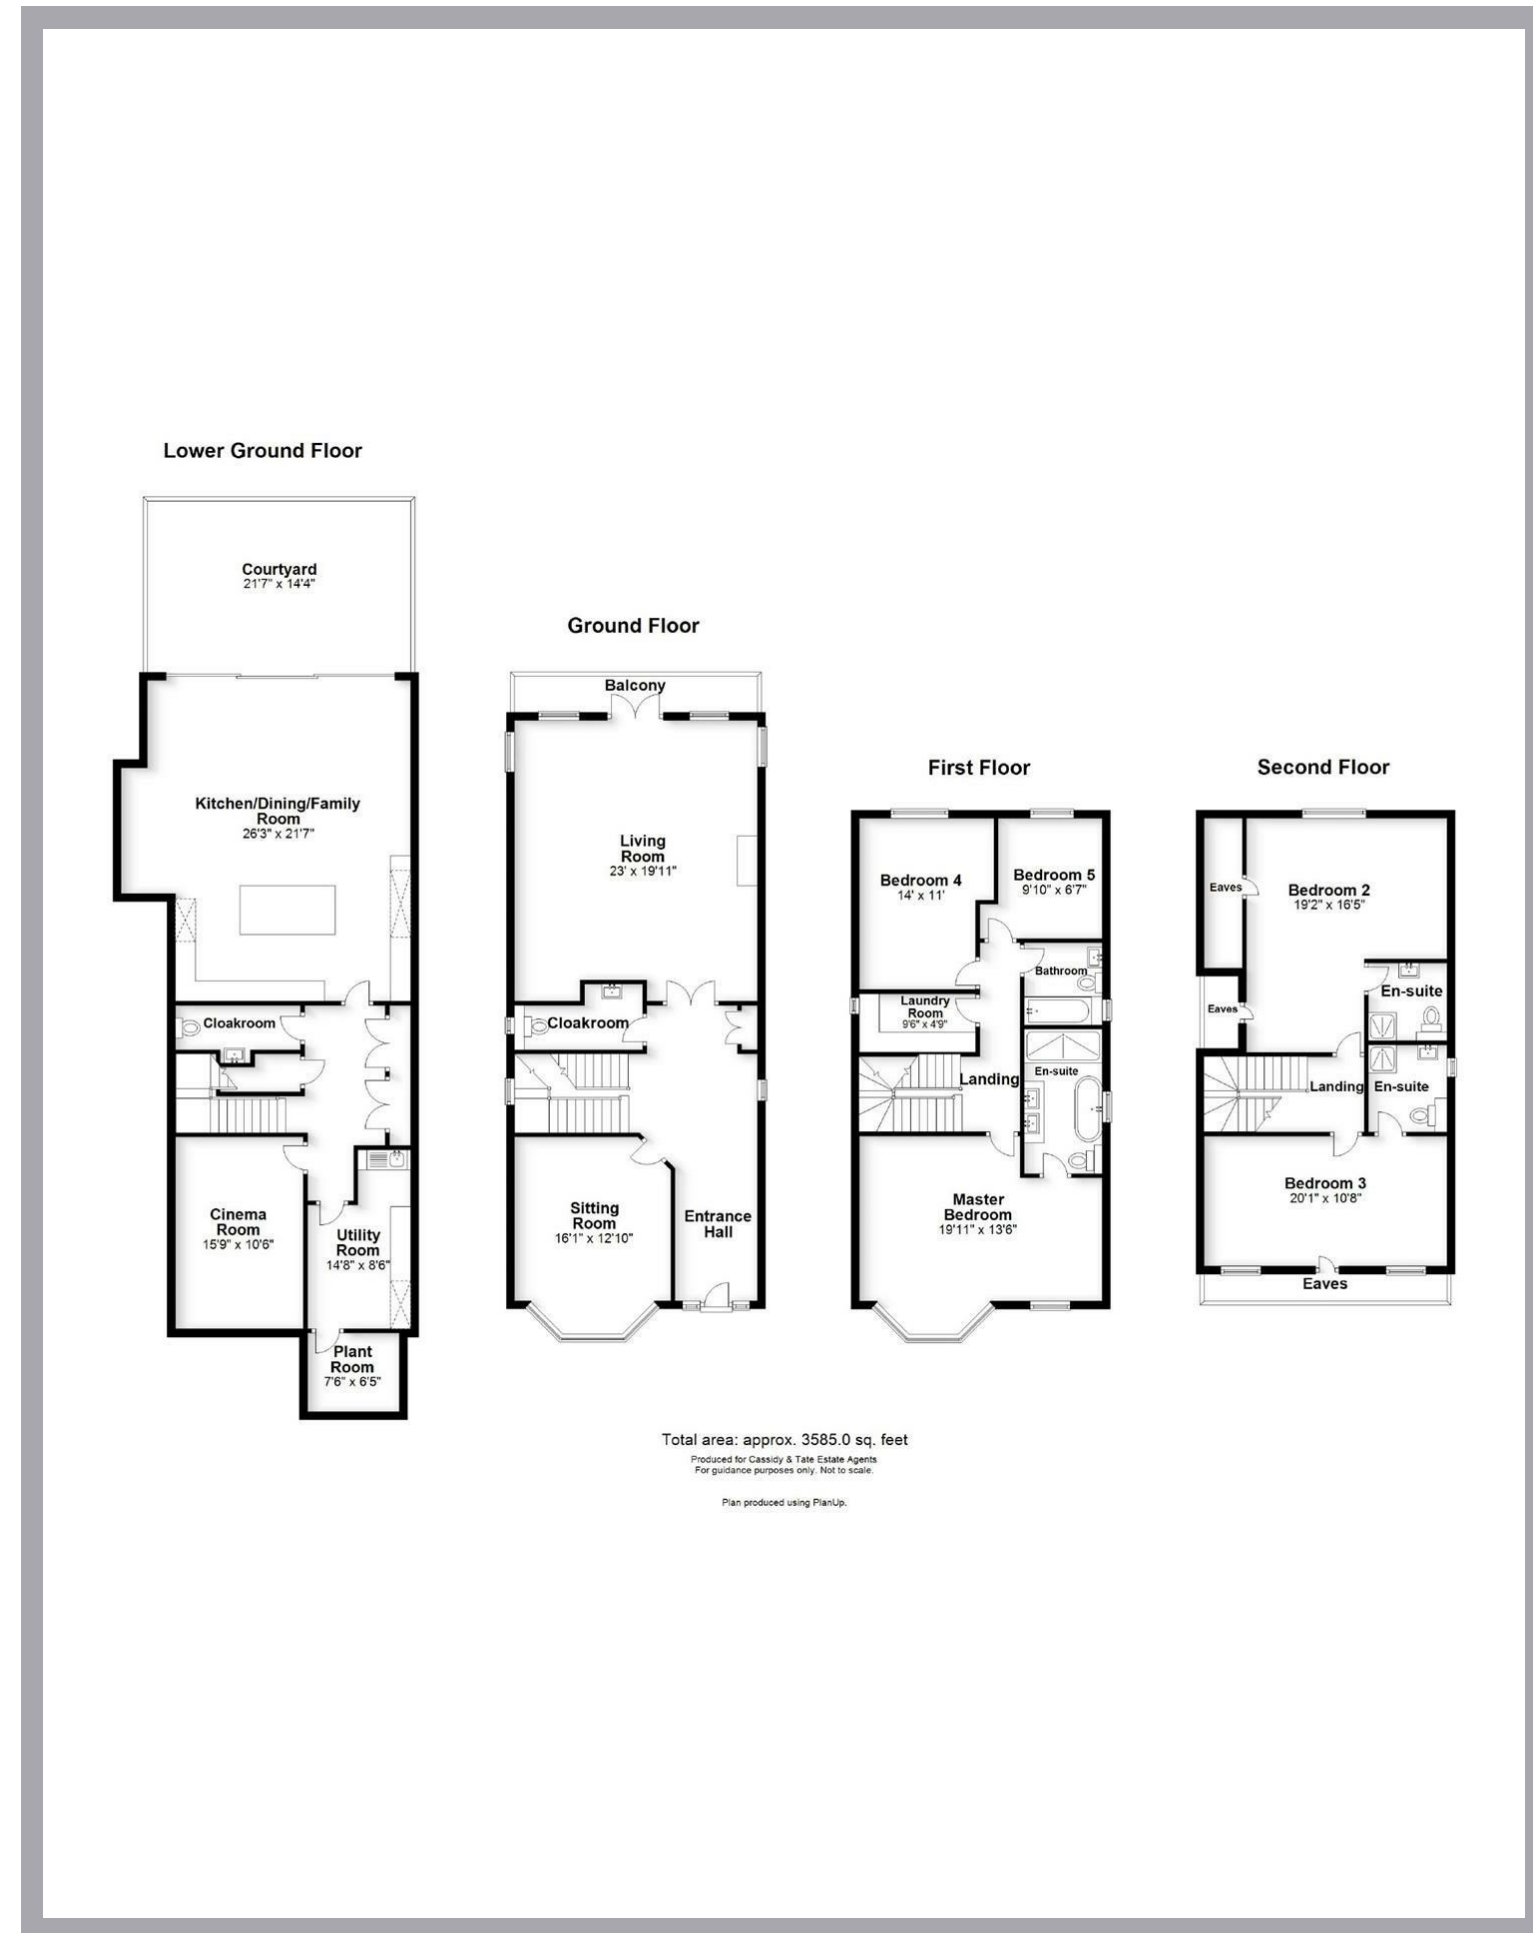 Lower Ground Floor
Courtyard
21'7" x 14'4"
Kitchen/Dining/Family
Room
26'3" x 21'7"
Cloakroom
Cinema
Room
15'9" x 10'6"
Utility
Room
14'8" x 8'6"
Plant
Room
7'6" x 6'5"
Ground Floor
Balcony
Living
Room
23' x 19'11"
Cloakroom
Sitting
Room
16'1" x 12'10"
Entrance
Hall
First Floor
Bedroom 4
14' x 11'
Bedroom 5
9'10" x 6'7"
Bathroom
Laundry
Room
9'6" x 4'9"
En-suite
Landing
Master
Bedroom
19'11" x 13'6"
Second Floor
Eaves
Bedroom 2
19'2" x 16'5"
En-suite
Eaves
Landing
En-suite
Bedroom 3
20'1" x 10'8"
Eaves
Total area: approx. 3585.0 sq. feet
Produced for Cassidy & Tate Estate Agents
For guidance purposes only. Not to scale.
Plan produced using PlanUp.